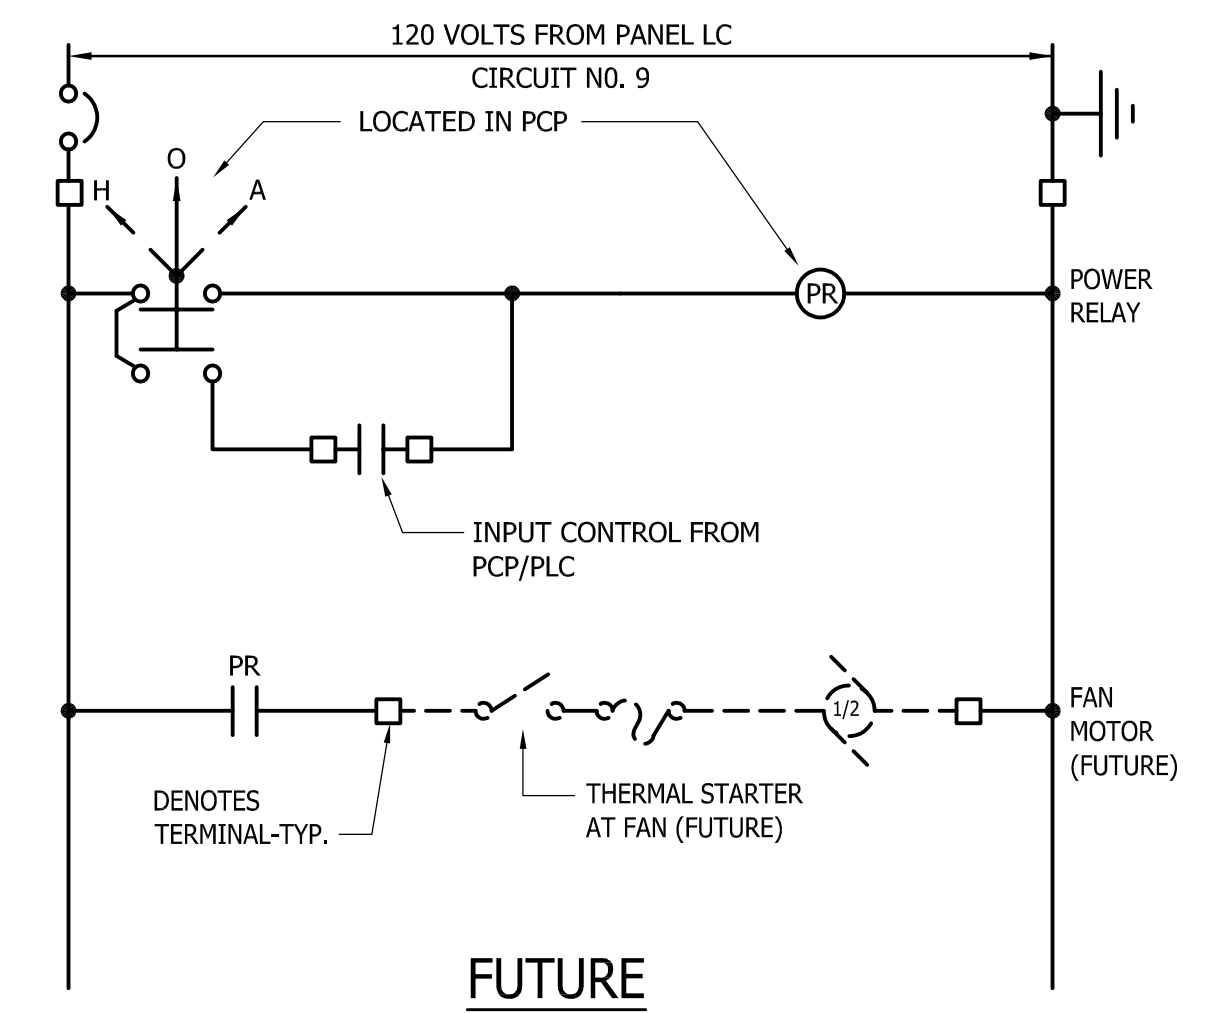 120 VOLTS FROM PANEL LC
CIRCUIT N0. 9
LOCATED IN PCP
O
H
A
PR
POWER
RELAY
INPUT CONTROL FROM
PCP/PLC
PR
1/2
FAN
MOTOR
(FUTURE)
DENOTES
TERMINAL-TYP.
THERMAL STARTER
AT FAN (FUTURE)
FUTURE